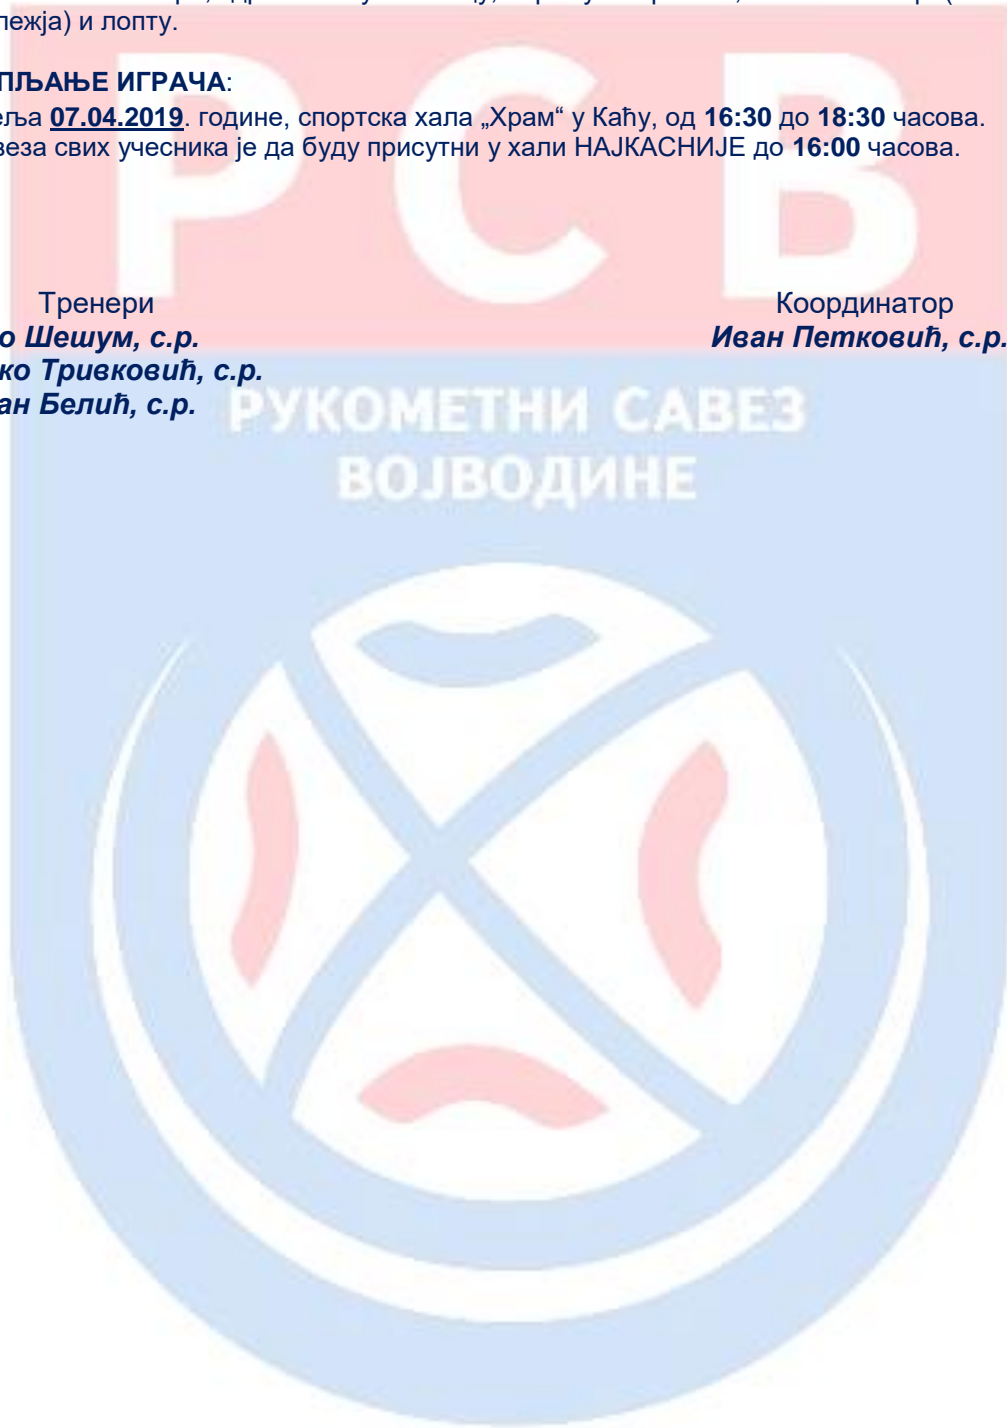 лежја) и лопту.
ПЉАЊЕ ИГРАЧА:
ља 07.04.2019. године, спортска хала „Храм“ у Каћу, од 16:30 до 18:30 часова.
веза свих учесника је да буду присутни у хали НАЈКАСНИЈЕ до 16:00 часова.
РСВ
Тренери Координатор
о Шешум, с.р. Иван Петковић, с.р.
ко Тривковић, с.р.
ан Белић, с.р.
РУКОМЕТНИ САВЕЗ
ВОЈВОДИНЕ